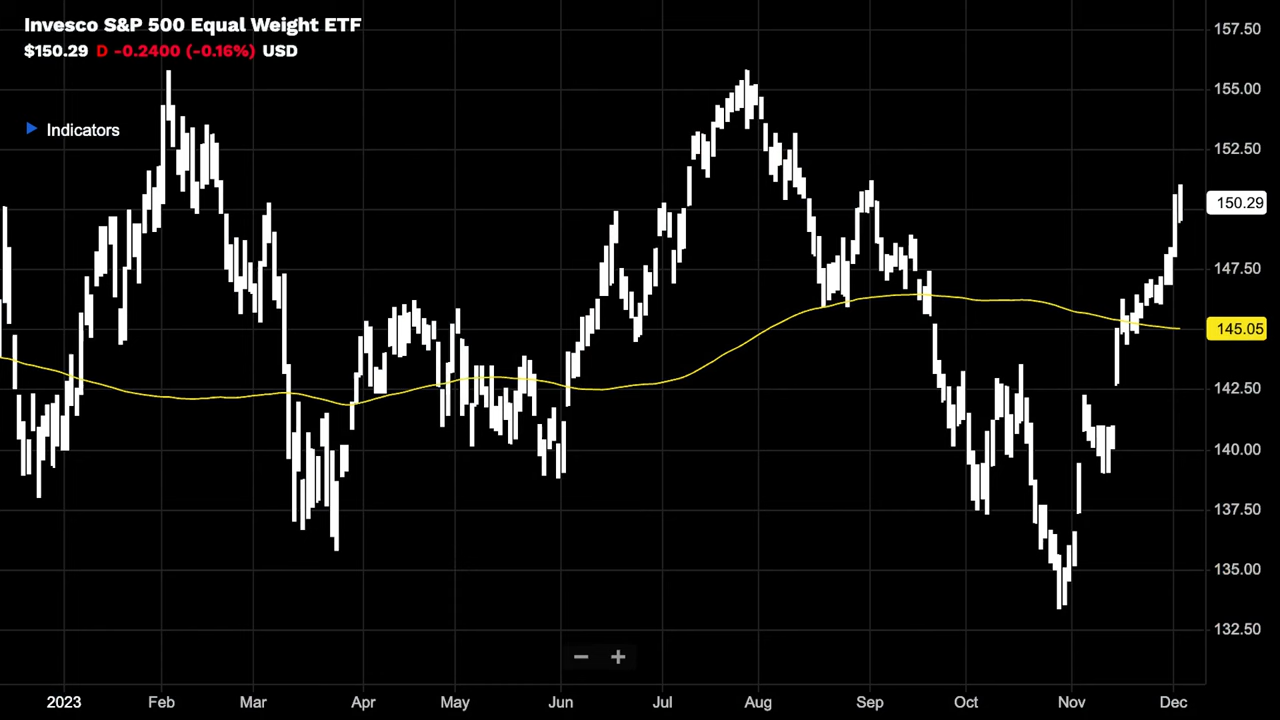 Invesco S&P 500 Equal Weight ETF
$150.29 D -0.2400 (-0.16%) USD
Indicators
157.50
155.00
152.50
150.29
147.50
145.05
142.50
140.00
137.50
135.00
132.50
2023 Feb Mar Apr May Jun Jul Aug Sep Oct Nov Dec